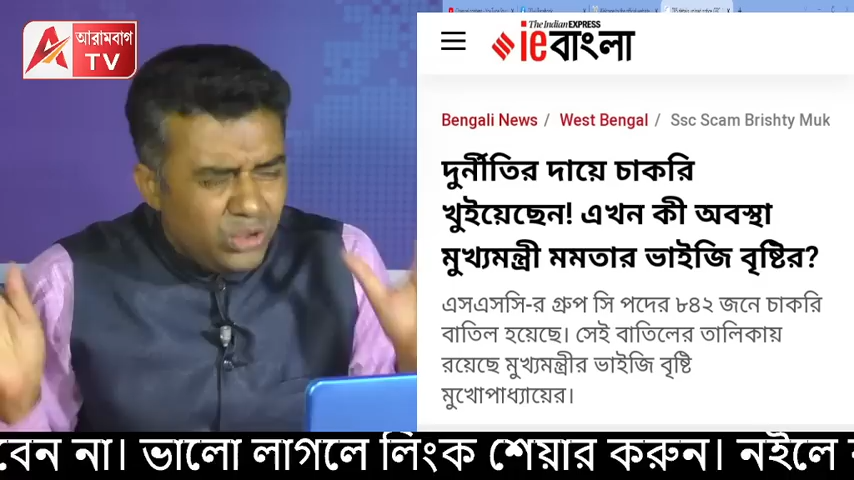 আরামবাগ
TV
The Indian EXPRESS
ie বাংলা
Bengali News / West Bengal / Ssc Scam Brishty Muk
দুর্নীতির দায়ে চাকরি
খুইয়েছেন! এখন কী অবস্থা
মুখ্যমন্ত্রী মমতার ভাইজি বৃষ্টির?
এসএসসি-র গ্রুপ সি পদের ৮৪২ জনে চাকরি
বাতিল হয়েছে। সেই বাতিলের তালিকায়
রয়েছে মুখ্যমন্ত্রীর ভাইজি বৃষ্টি
মুখোপাধ্যায়ের।
বেন না। ভালো লাগলে লিংক শেয়ার করুন। নইলে